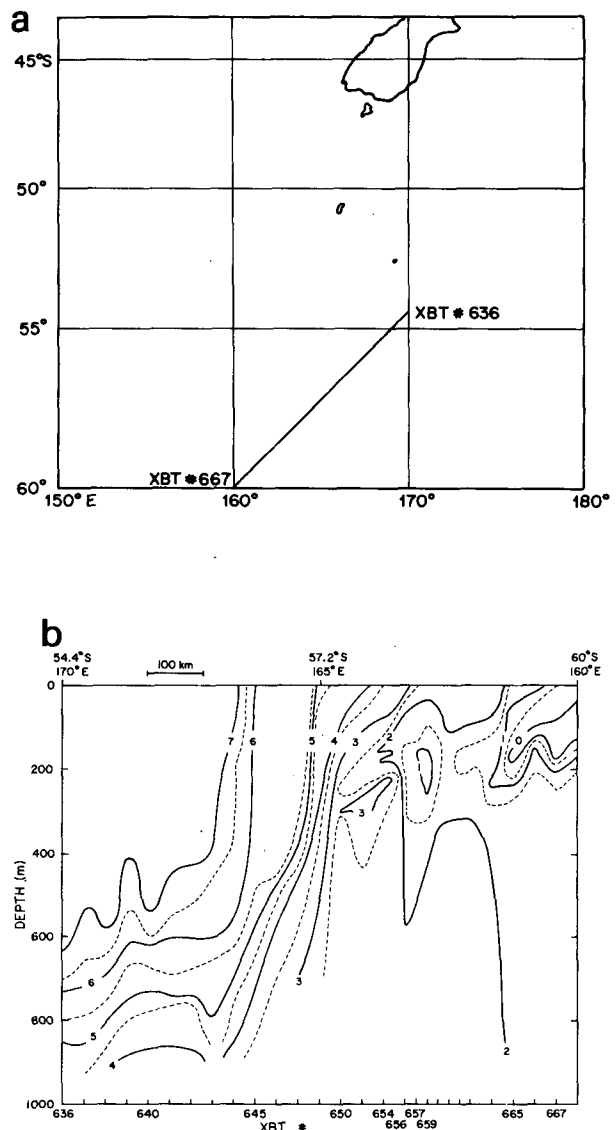 a
45°S
50°
55°
60°
XBT * 636
XBT * 667
150°E 160° 170° 180°
b
54.4°S 57.2°S 60°S
170°E 100 km 165°E 160°E
0
7 6 5 4 3 2 1 0
200
3
400
DEPTH (m)
600
6 3
800
5
4 2
1000
636 640 645 650 654 657 665 667
656 659
XBT *